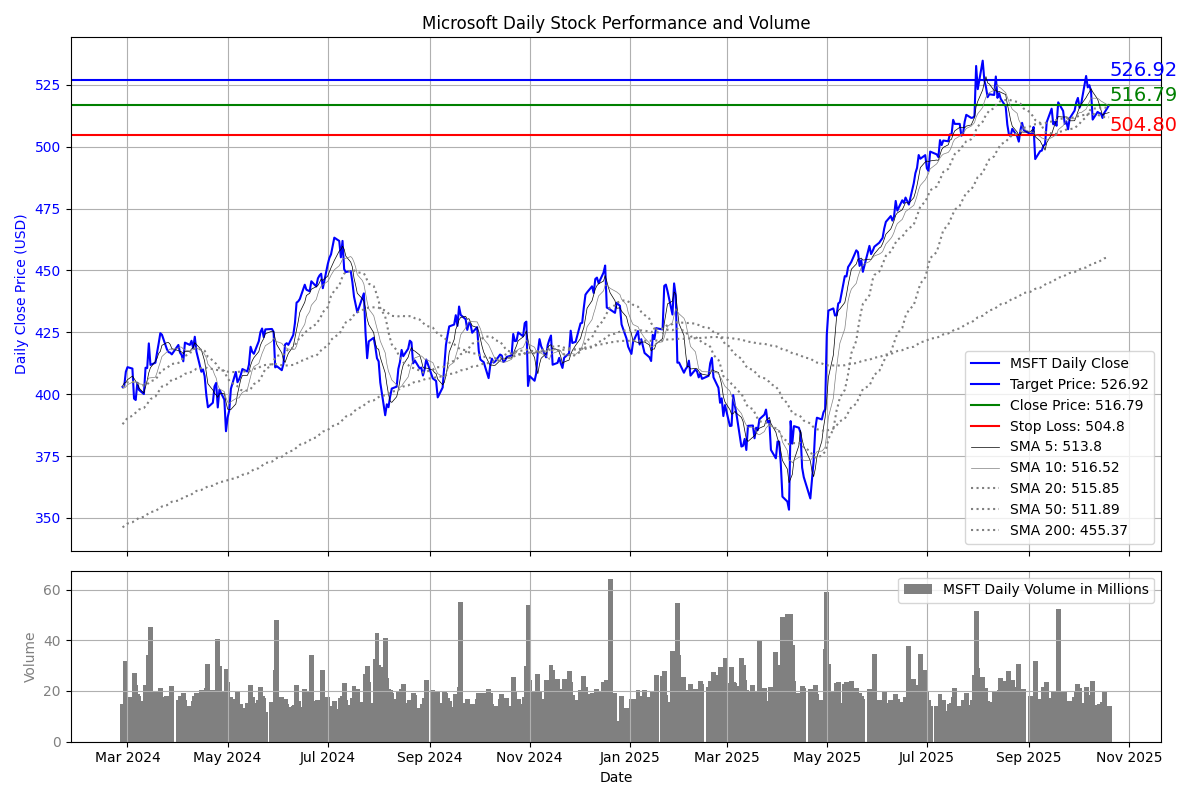 Microsoft Daily Stock Performance and Volume
Daily Close Price (USD)
525
500
475
450
425
400
375
350
526.92
516.79
504.80
MSFT Daily Close
Target Price: 526.92
Close Price: 516.79
Stop Loss: 504.8
SMA 5: 513.8
SMA 10: 516.52
SMA 20: 515.85
SMA 50: 511.89
SMA 200: 455.37
Volume
60
40
20
0
MSFT Daily Volume in Millions
Mar 2024 May 2024 Jul 2024 Sep 2024 Nov 2024 Jan 2025 Mar 2025 May 2025 Jul 2025 Sep 2025 Nov 2025
Date